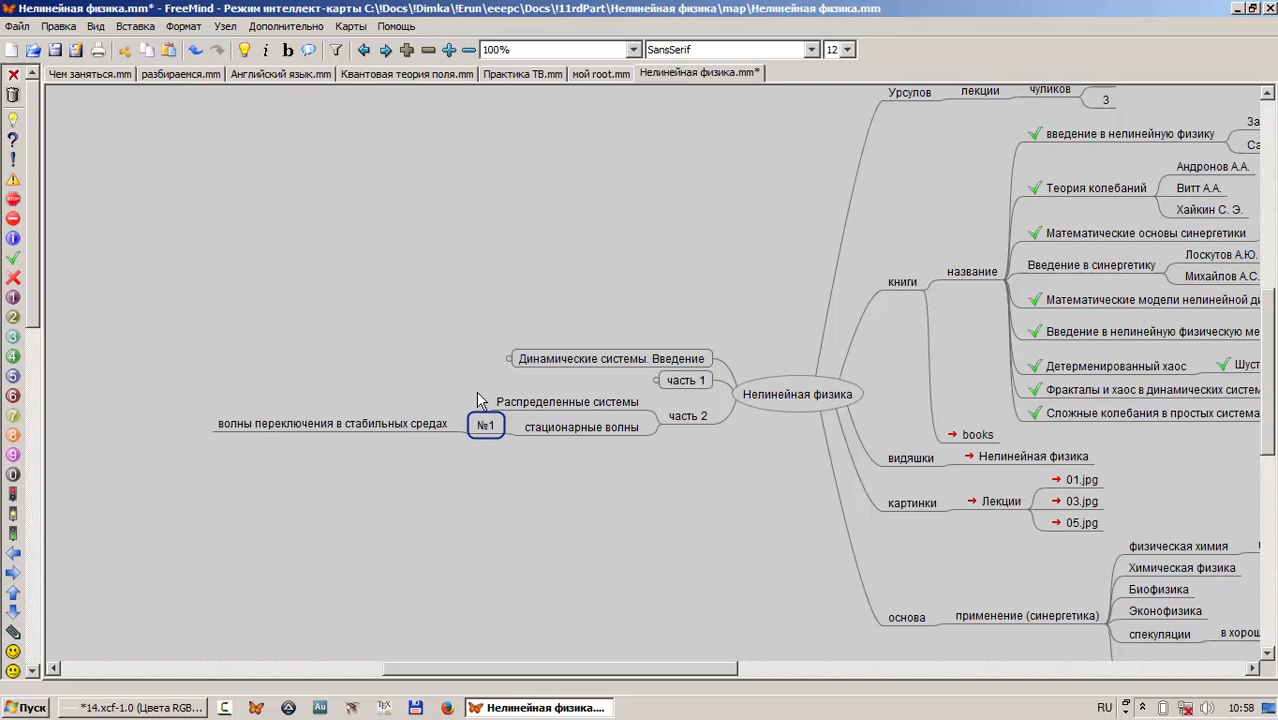 Нелинейная физика.mm* - FreeMind - Режим интеллект-карты C:\!Docs\!Dimka\!Erun\eeepc\Docs\!11rdPart\Нелинейная физика\map\Нелинейная физика.mm
Файл Правка Вид Вставка Формат Узел Дополнительно Карты Помощь
100% SansSerif 12
Чем заняться.mm разбираемся.mm Английский язык.mm Квантовая теория поля.mm Практика ТВ.mm мой root.mm Нелинейная физика.mm*
Урсулов лекции чуликов
3
введение в нелинейную физику
За
Са
Теория колебаний
Андронов А.А.
Витт А.А.
Хайкин С. Э.
Математические основы синергетики
книги название
Введение в синергетику
Лоскутов А.Ю.
Михайлов А.С.
Математические модели нелинейной ди
Введение в нелинейную физическую ме
Детерминированный хаос Шуст
Фракталы и хаос в динамических систем
Сложные колебания в простых система
books
Динамические системы. Введение
часть 1
Нелинейная физика
Распределенные системы
часть 2
волны переключения в стабильных средах №1 стационарные волны
видяшки Нелинейная физика
картинки Лекции
01.jpg
03.jpg
05.jpg
основа применение (синергетика)
физическая химия
Химическая физика
Биофизика
Эконофизика
спекуляции в хорош
Пуск *14.xcf-1.0 (Цвета RGB... Нелинейная физика.... RU 10:58